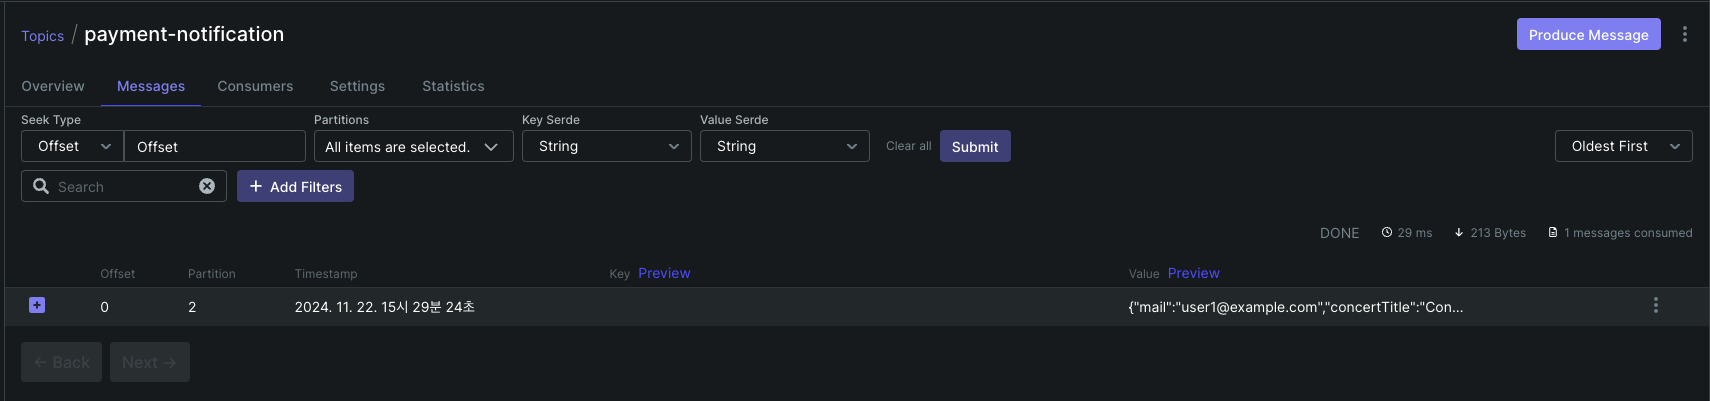 Topics / payment-notification
Produce Message
Overview Messages Consumers Settings Statistics
Seek Type Partitions Key Serde Value Serde
Offset Offset All items are selected. String String Clear all Submit Oldest First
Search + Add Filters
DONE 29 ms 213 Bytes 1 messages consumed
Offset Partition Timestamp Key Preview Value Preview
0 2 2024. 11. 22. 15시 29분 24초 {"mail":"user1@example.com","concertTitle":"Con...
← Back Next →